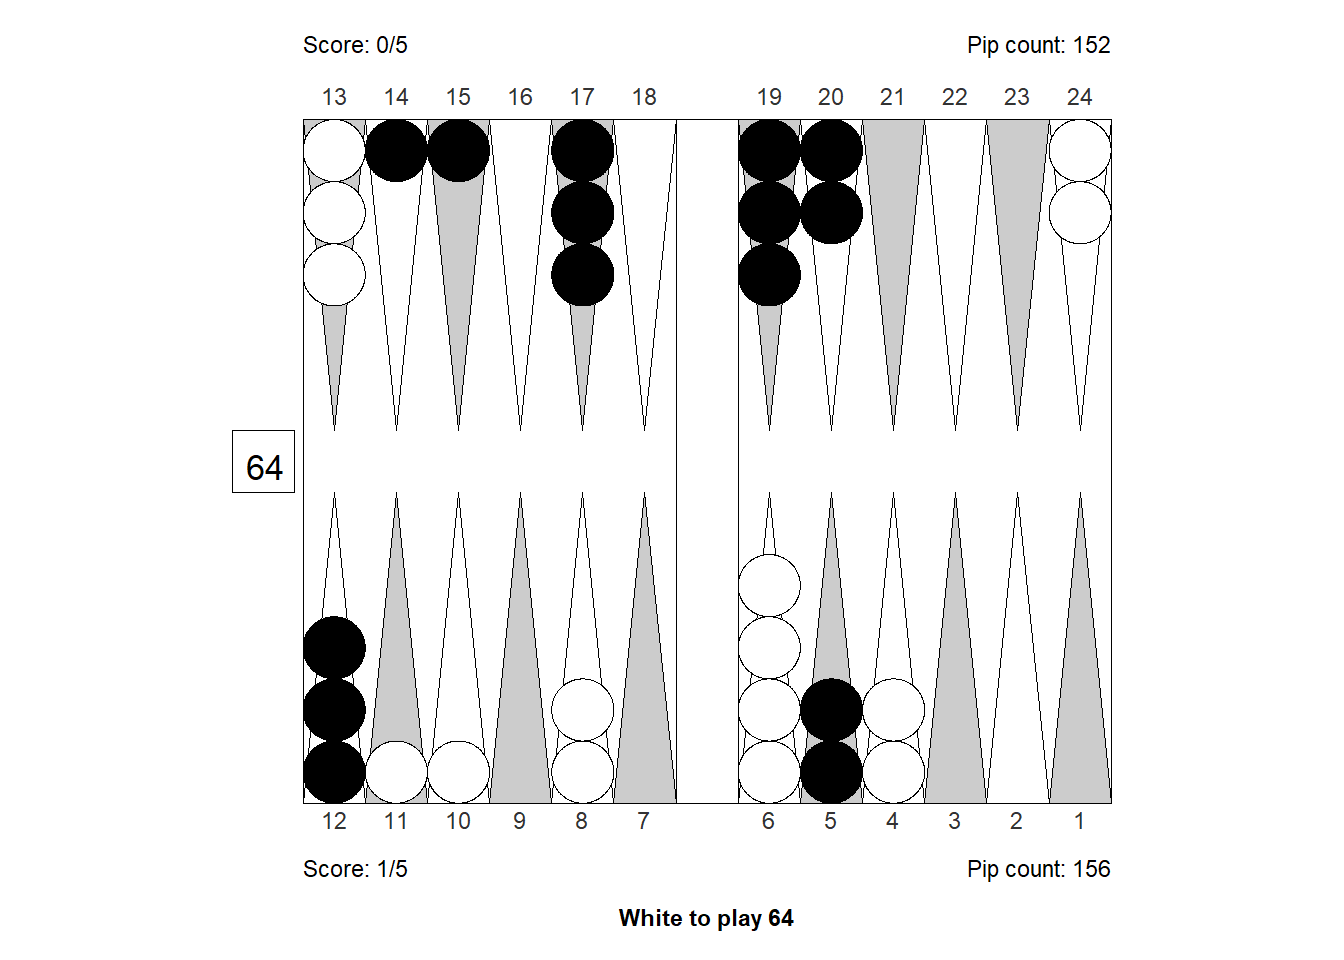 Score: 0/5 Pip count: 152
13 14 15 16 17 18 19 20 21 22 23 24
64
12 11 10 9 8 7 6 5 4 3 2 1
Score: 1/5 Pip count: 156
White to play 64